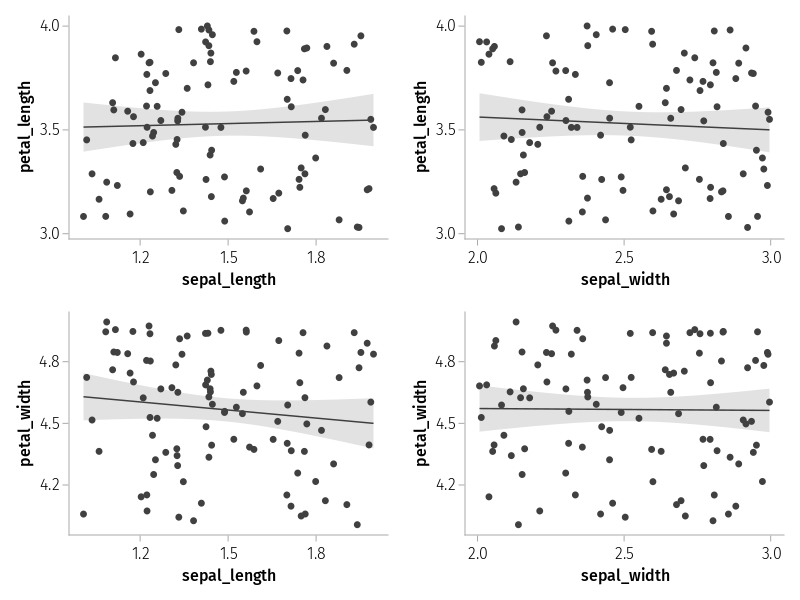 4.0 4.0
petal_length 3.5 petal_length 3.5
3.0 3.0
1.2 1.5 1.8 2.0 2.5 3.0
sepal_length sepal_width
4.8 4.8
petal_width 4.5 petal_width 4.5
4.2 4.2
1.2 1.5 1.8 2.0 2.5 3.0
sepal_length sepal_width